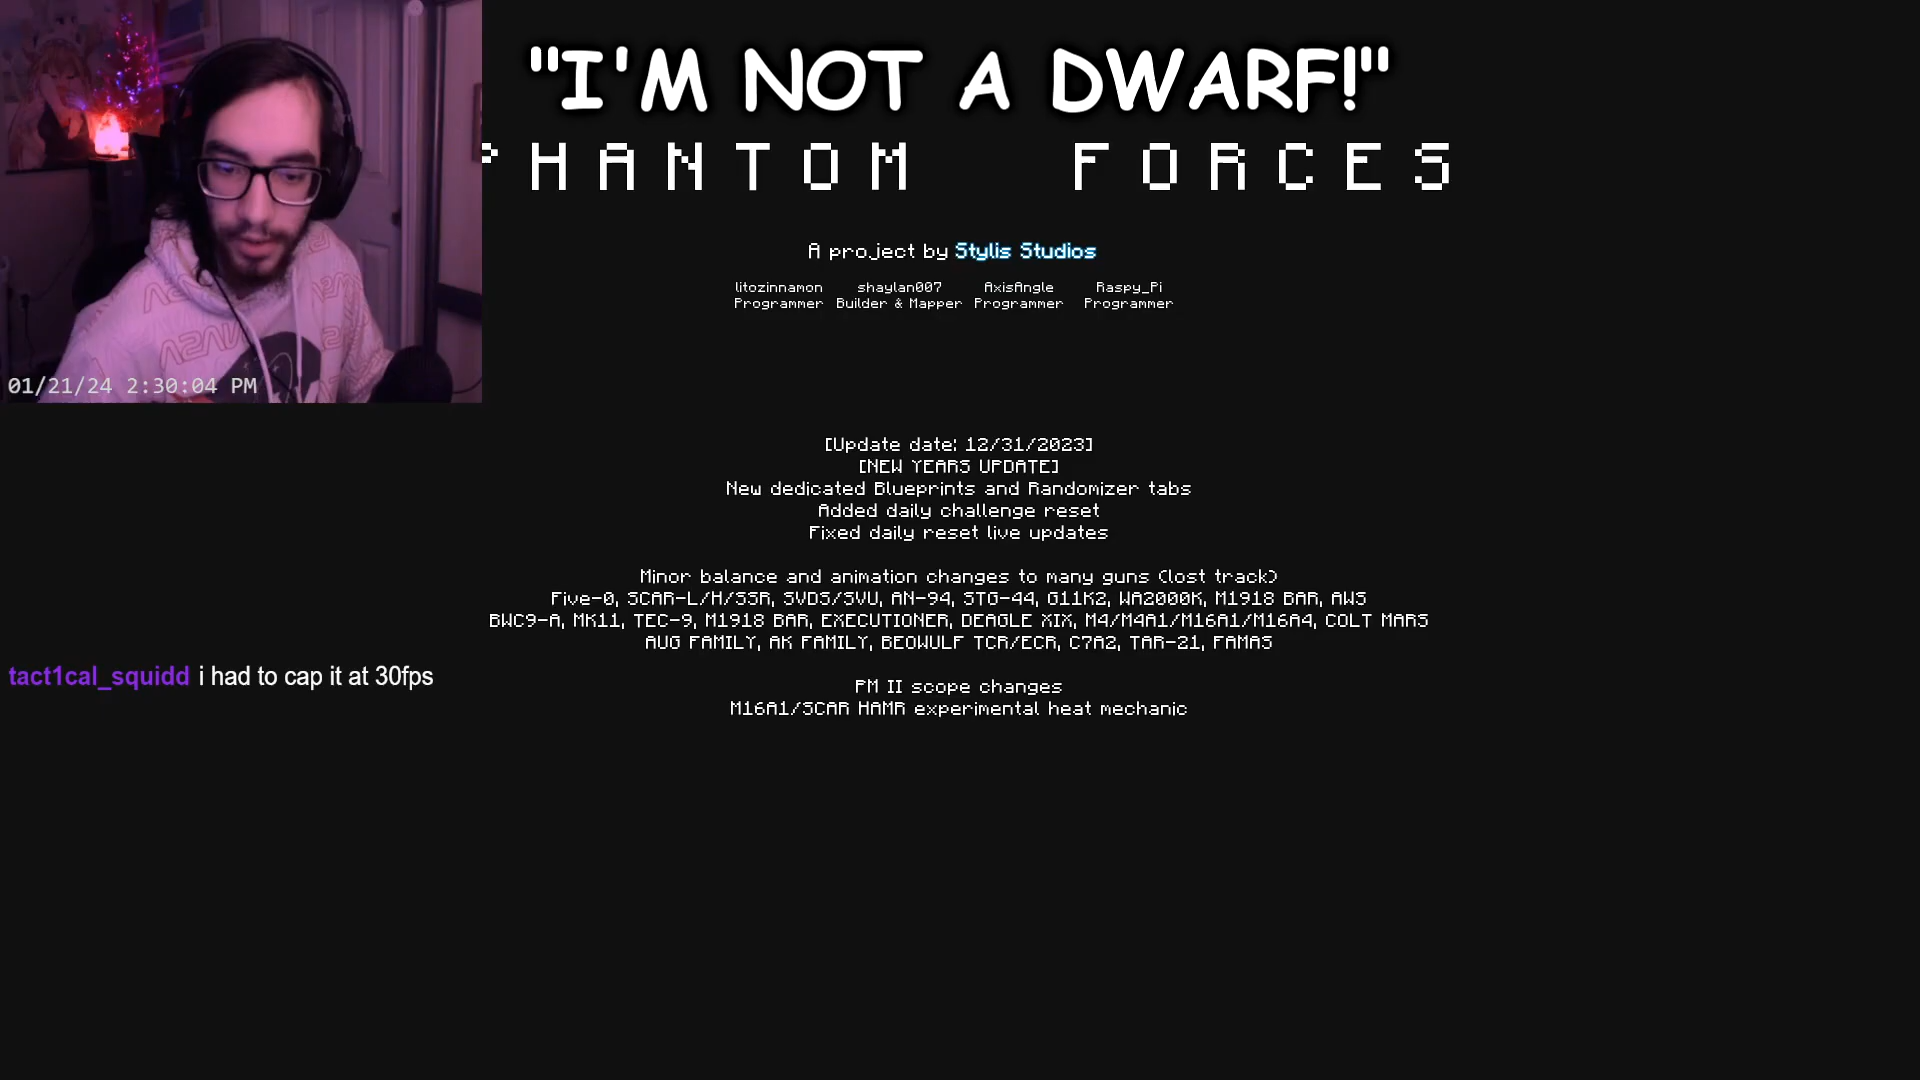 "I'M NOT A DWARF!"
PHANTOM FORCES
A project by Stylis Studios
litozinnamon shaylan007 AxisAngle Raspy_Pi
Programmer Builder & Mapper Programmer Programmer
01/21/24 2:30:04 PM
[Update date: 12/31/2023]
[NEW YEARS UPDATE]
New dedicated Blueprints and Randomizer tabs
Added daily challenge reset
Fixed daily reset live updates
Minor balance and animation changes to many guns (lost track)
Five-0, SCAR-L/H/SSR, SVDS/SVU, AN-94, STG-44, G11K2, WA2000K, M1918 BAR, AWS
BWC9-A, MK11, TEC-9, M1918 BAR, EXECUTIONER, DEAGLE XIX, M4/M4A1/M16A1/M16A4, COLT MARS
AUG FAMILY, AK FAMILY, BEOWULF TCR/ECR, C7A2, TAR-21, FAMAS
tact1cal_squidd i had to cap it at 30fps
PM II scope changes
M16A1/SCAR HAMR experimental heat mechanic